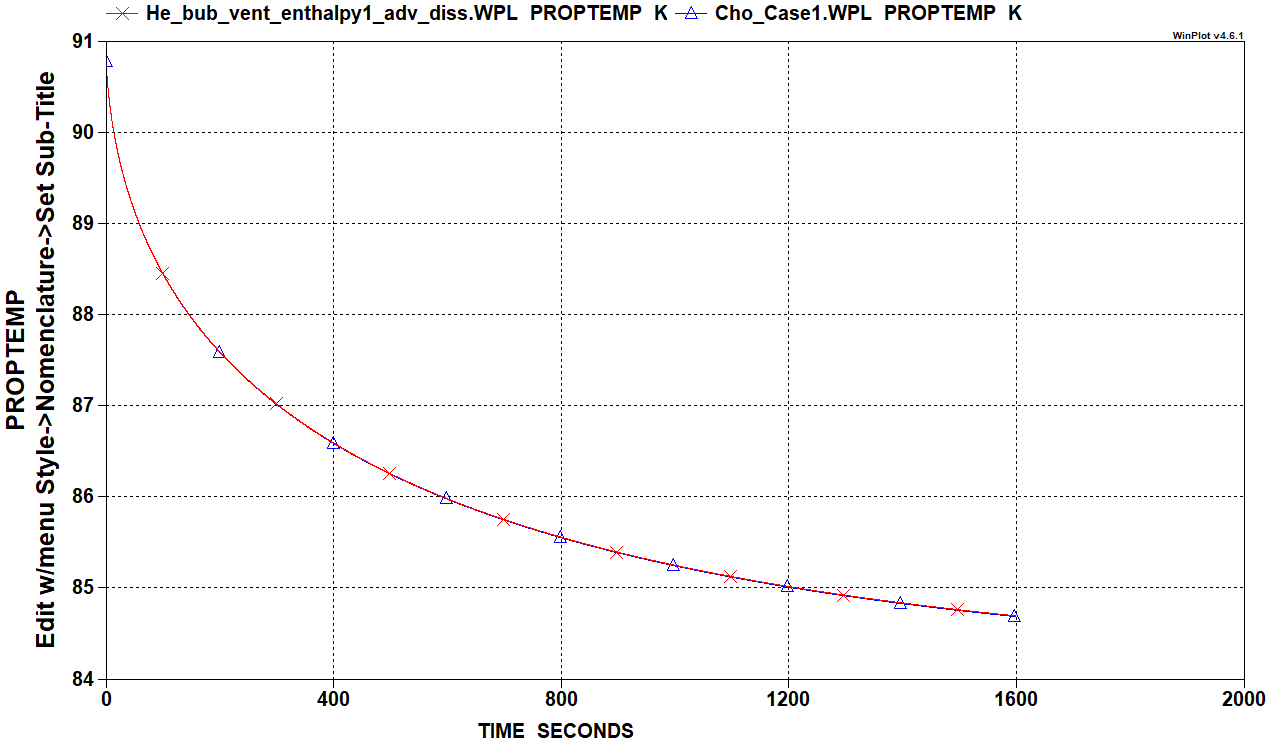 He_bub_vent_enthalpy1_adv_diss.WPL PROPTEMP K Cho_Case1.WPL PROPTEMP K
WinPlot v4.6.1
PROPTEMP
Edit w/menu Style->Nomenclature->Set Sub-Title
91
90
89
88
87
86
85
84
0 400 800 1200 1600 2000
TIME SECONDS